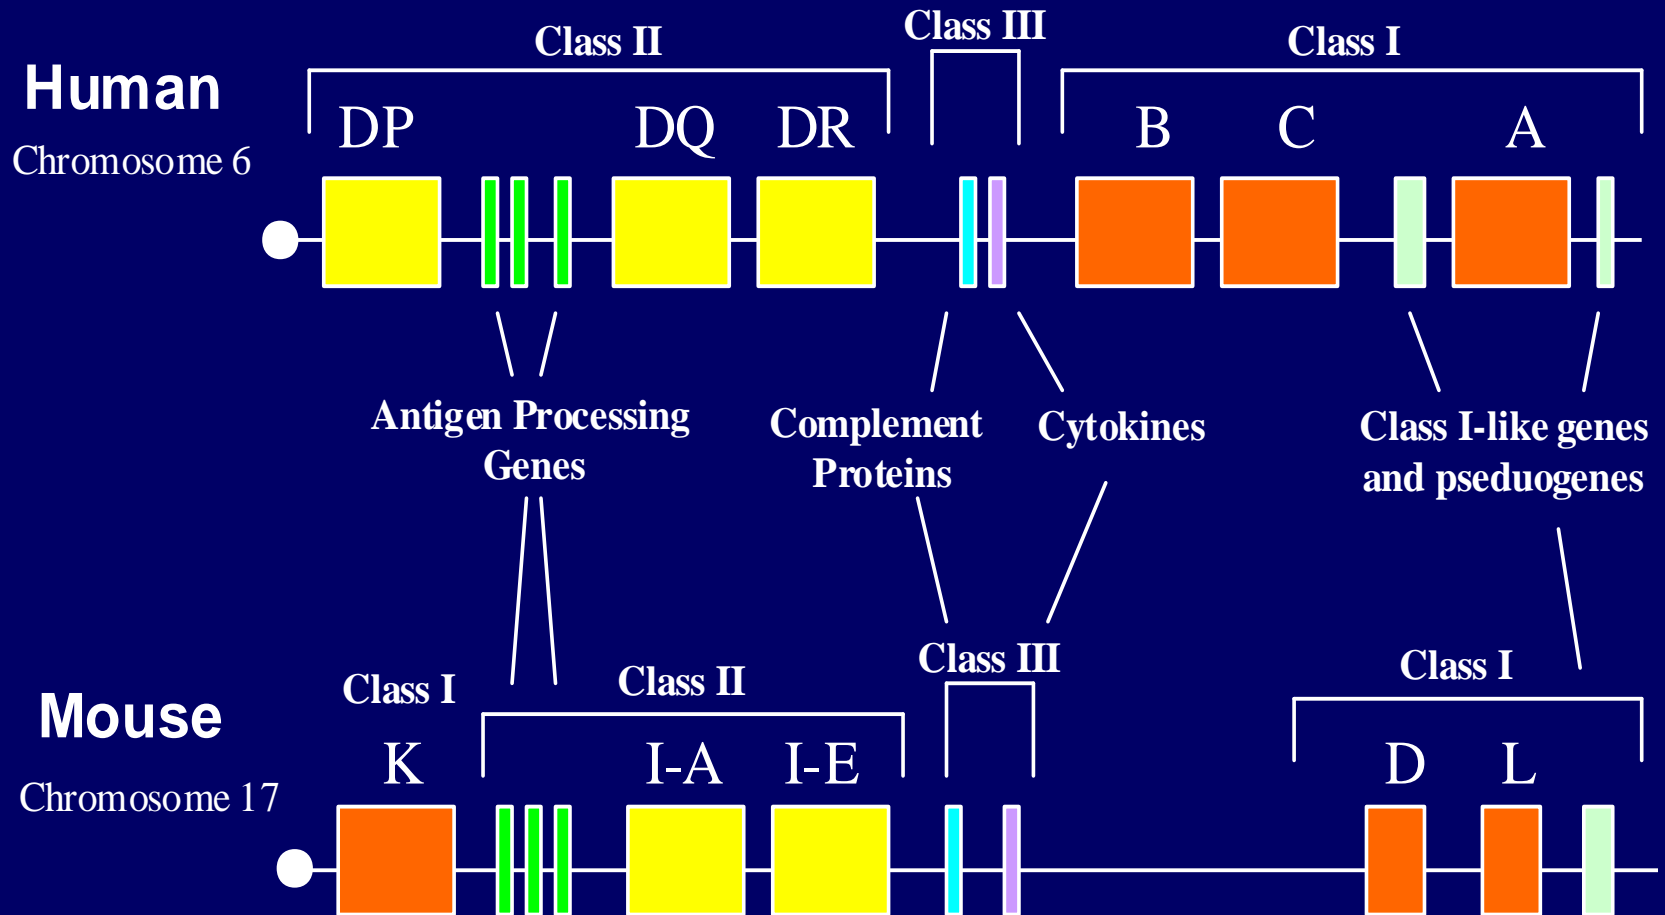 Class II
Class III
Class I
Human
Chromosome 6
DP
DQ
DR
B
C
A
Antigen Processing
Genes
Complement
Proteins
Cytokines
Class I-like genes
and pseduogenes
Mouse
Chromosome 17
Class I
Class II
Class III
Class I
K
I-A
I-E
D
L